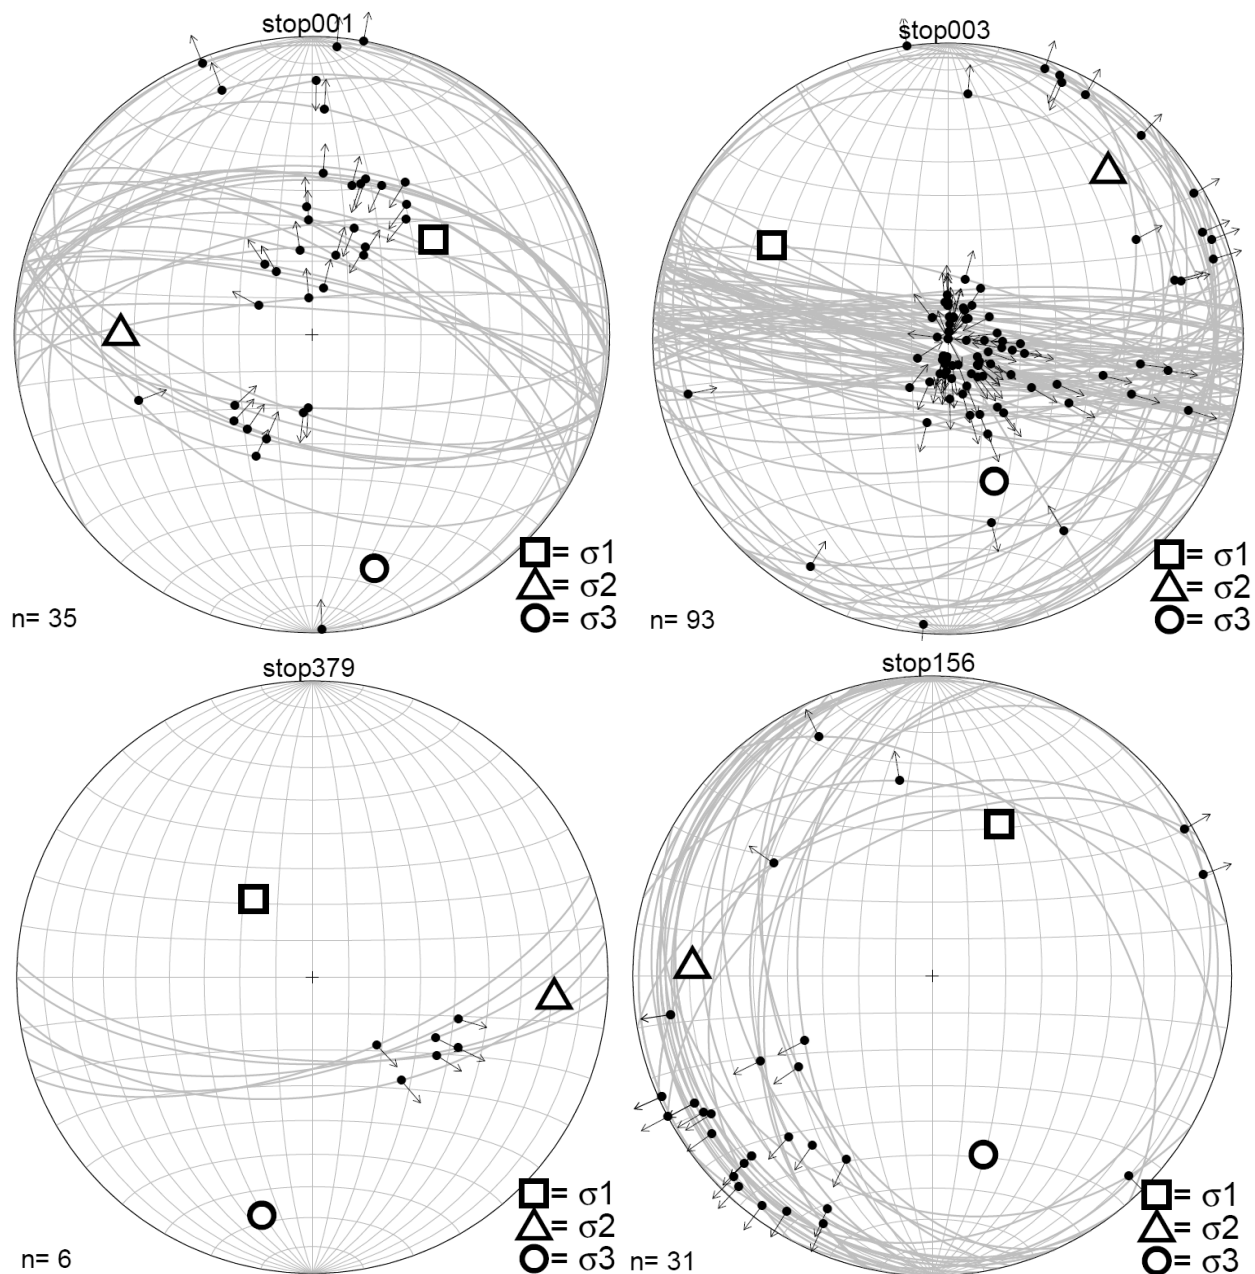 stop001
= σ1
= σ2
= σ3
n= 35
stop003
= σ1
= σ2
= σ3
n= 93
stop379
= σ1
= σ2
= σ3
n= 6
stop156
= σ1
= σ2
= σ3
n= 31